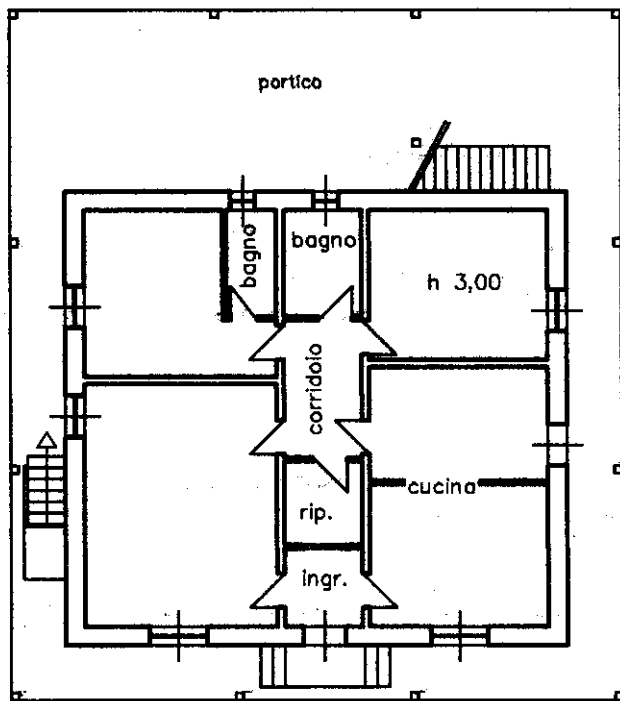 portico
bagno
bagno
h 3,00
corridoio
cucina
rip.
ingr.